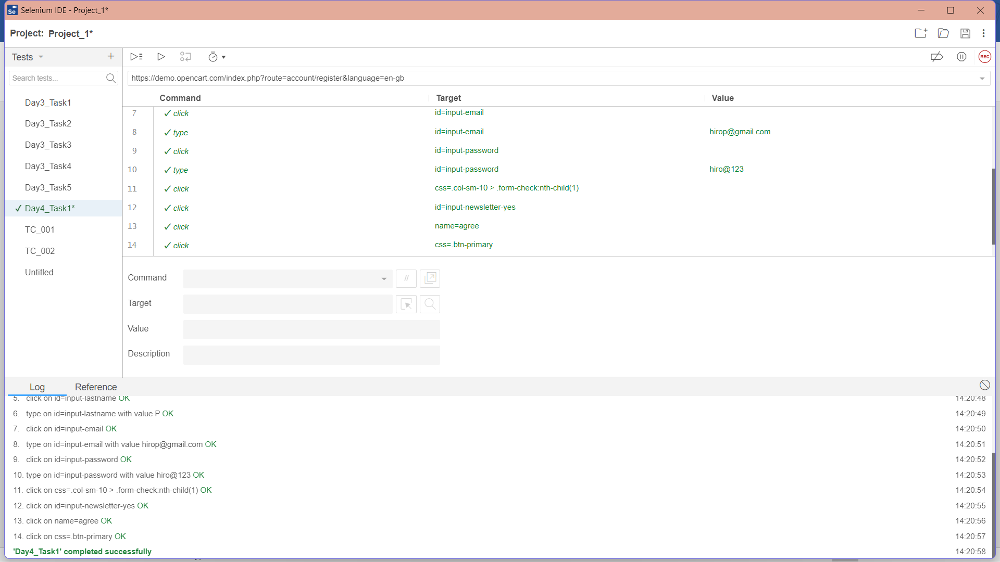 Selenium IDE - Project_1*
Project: Project_1*
Tests
Search tests...
https://demo.opencart.com/index.php?route=account/register&language=en-gb
REC
Command Target Value
Day3_Task1
Day3_Task2
Day3_Task3
Day3_Task4
Day3_Task5
✓ Day4_Task1*
TC_001
TC_002
Untitled
7 ✓ click id=input-email
8 ✓ type id=input-email hirop@gmail.com
9 ✓ click id=input-password
10 ✓ type id=input-password hiro@123
11 ✓ click css=.col-sm-10 > .form-check:nth-child(1)
12 ✓ click id=input-newsletter-yes
13 ✓ click name=agree
14 ✓ click css=.btn-primary
Command //
Target
Value
Description
Log Reference
5. click on id=input-lastname OK 14:20:48
6. type on id=input-lastname with value P OK 14:20:49
7. click on id=input-email OK 14:20:50
8. type on id=input-email with value hirop@gmail.com OK 14:20:51
9. click on id=input-password OK 14:20:52
10. type on id=input-password with value hiro@123 OK 14:20:53
11. click on css=.col-sm-10 > .form-check:nth-child(1) OK 14:20:54
12. click on id=input-newsletter-yes OK 14:20:55
13. click on name=agree OK 14:20:56
14. click on css=.btn-primary OK 14:20:57
'Day4_Task1' completed successfully 14:20:58